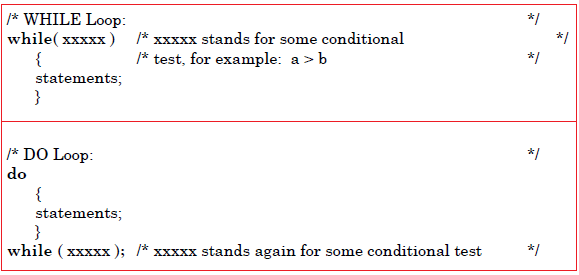 /* WHILE Loop: */
while( xxxxx ) /* xxxxx stands for some conditional */
{ /* test, for example: a > b */
statements;
}
/* DO Loop: */
do
{
statements;
}
while ( xxxxx ); /* xxxxx stands again for some conditional test */